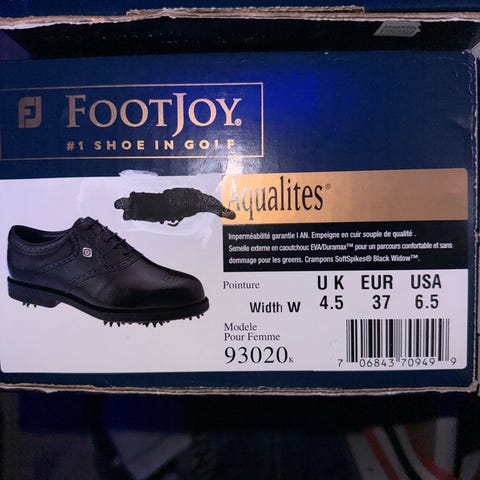 FJ
FOOTJOY®
#1 SHOE IN GOLF
Aqualites®
Imperméabilité garantie I AN. Empeigne en cuir souple de qualité.
Semelle externe en caoutchouc EVA/Duramax™ pour un parcours confortable et sans
dommage pour les greens. Crampons SoftSpikes® Black Widow™.
Pointure UK EUR USA
Width W 4.5 37 6.5
Modele
Pour Femme
93020K
7 06843 70949 9